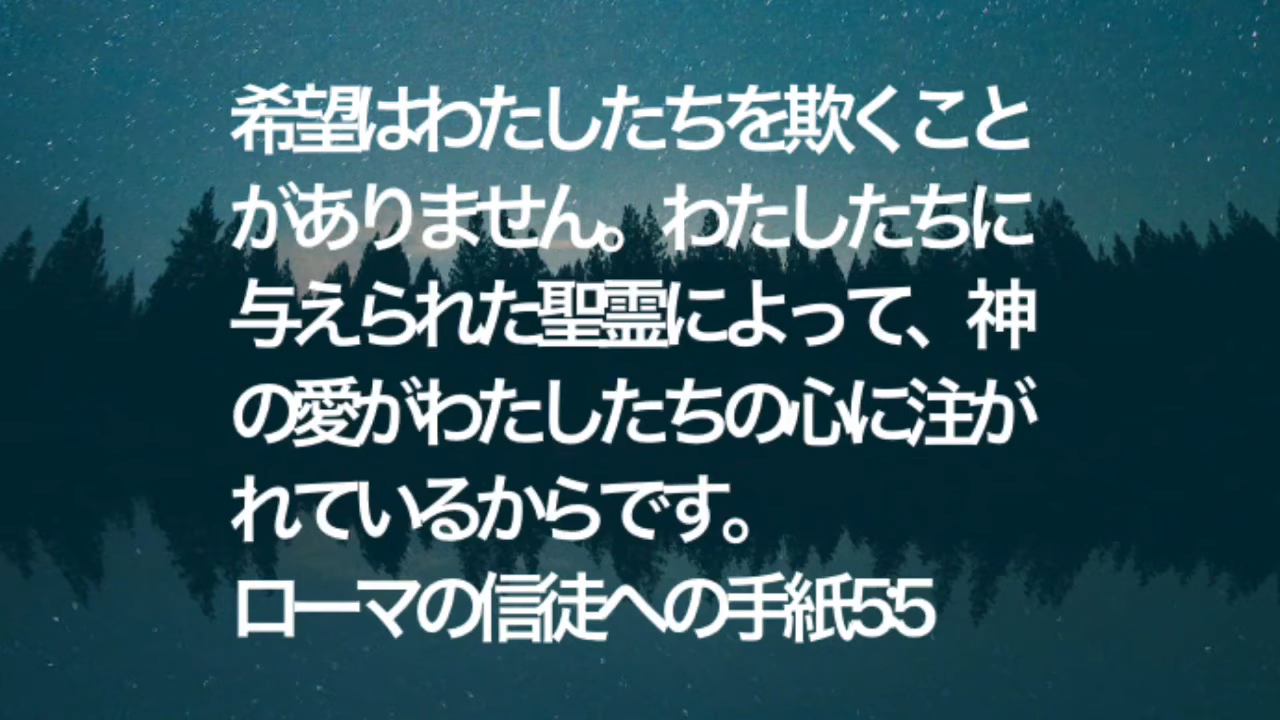 希望はわたしたちを欺くこと
がありません。わたしたちに
与えられた聖霊によって、神
の愛がわたしたちの心に注が
れているからです。
ローマの信徒への手紙5:5